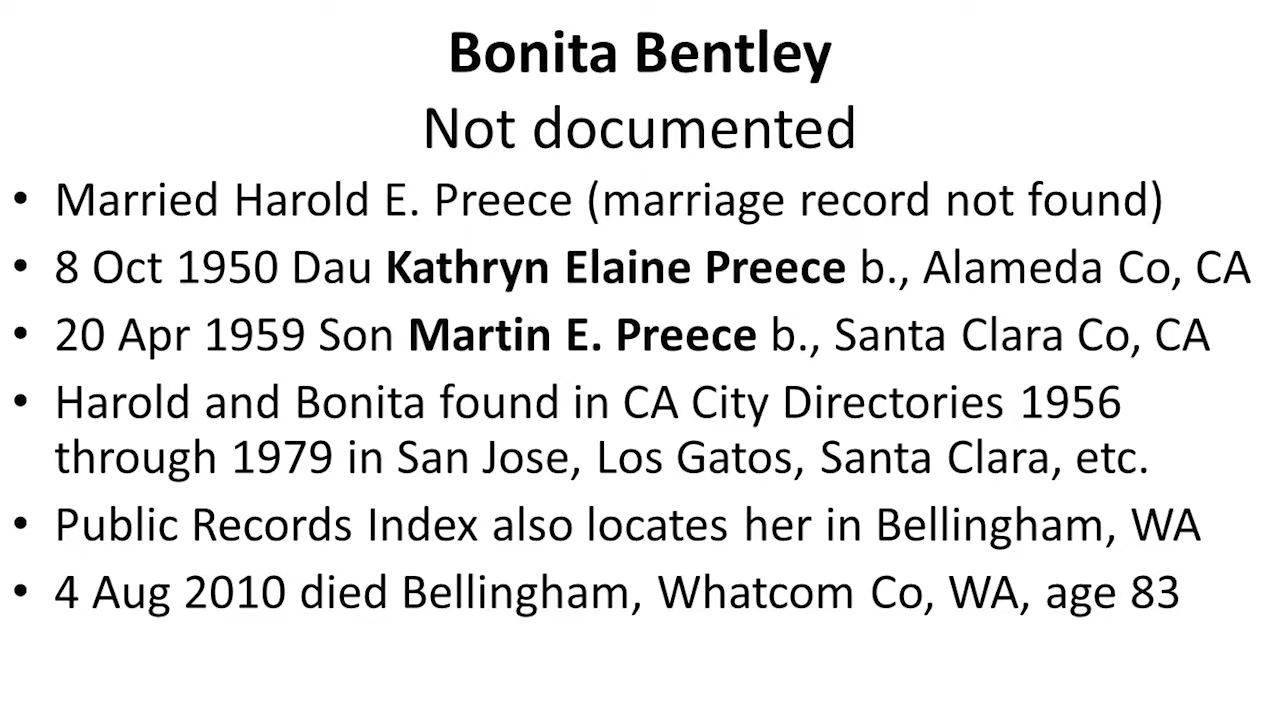 Bonita Bentley
Not documented
• Married Harold E. Preece (marriage record not found)
• 8 Oct 1950 Dau Kathryn Elaine Preece b., Alameda Co, CA
• 20 Apr 1959 Son Martin E. Preece b., Santa Clara Co, CA
• Harold and Bonita found in CA City Directories 1956
through 1979 in San Jose, Los Gatos, Santa Clara, etc.
• Public Records Index also locates her in Bellingham, WA
• 4 Aug 2010 died Bellingham, Whatcom Co, WA, age 83